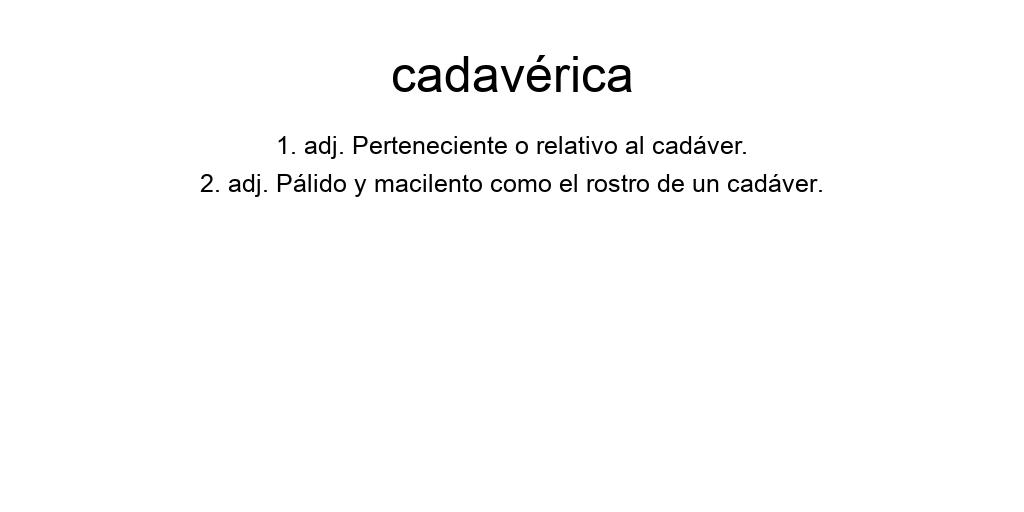 cadavérica
1. adj. Perteneciente o relativo al cadáver.
2. adj. Pálido y macilento como el rostro de un cadáver.